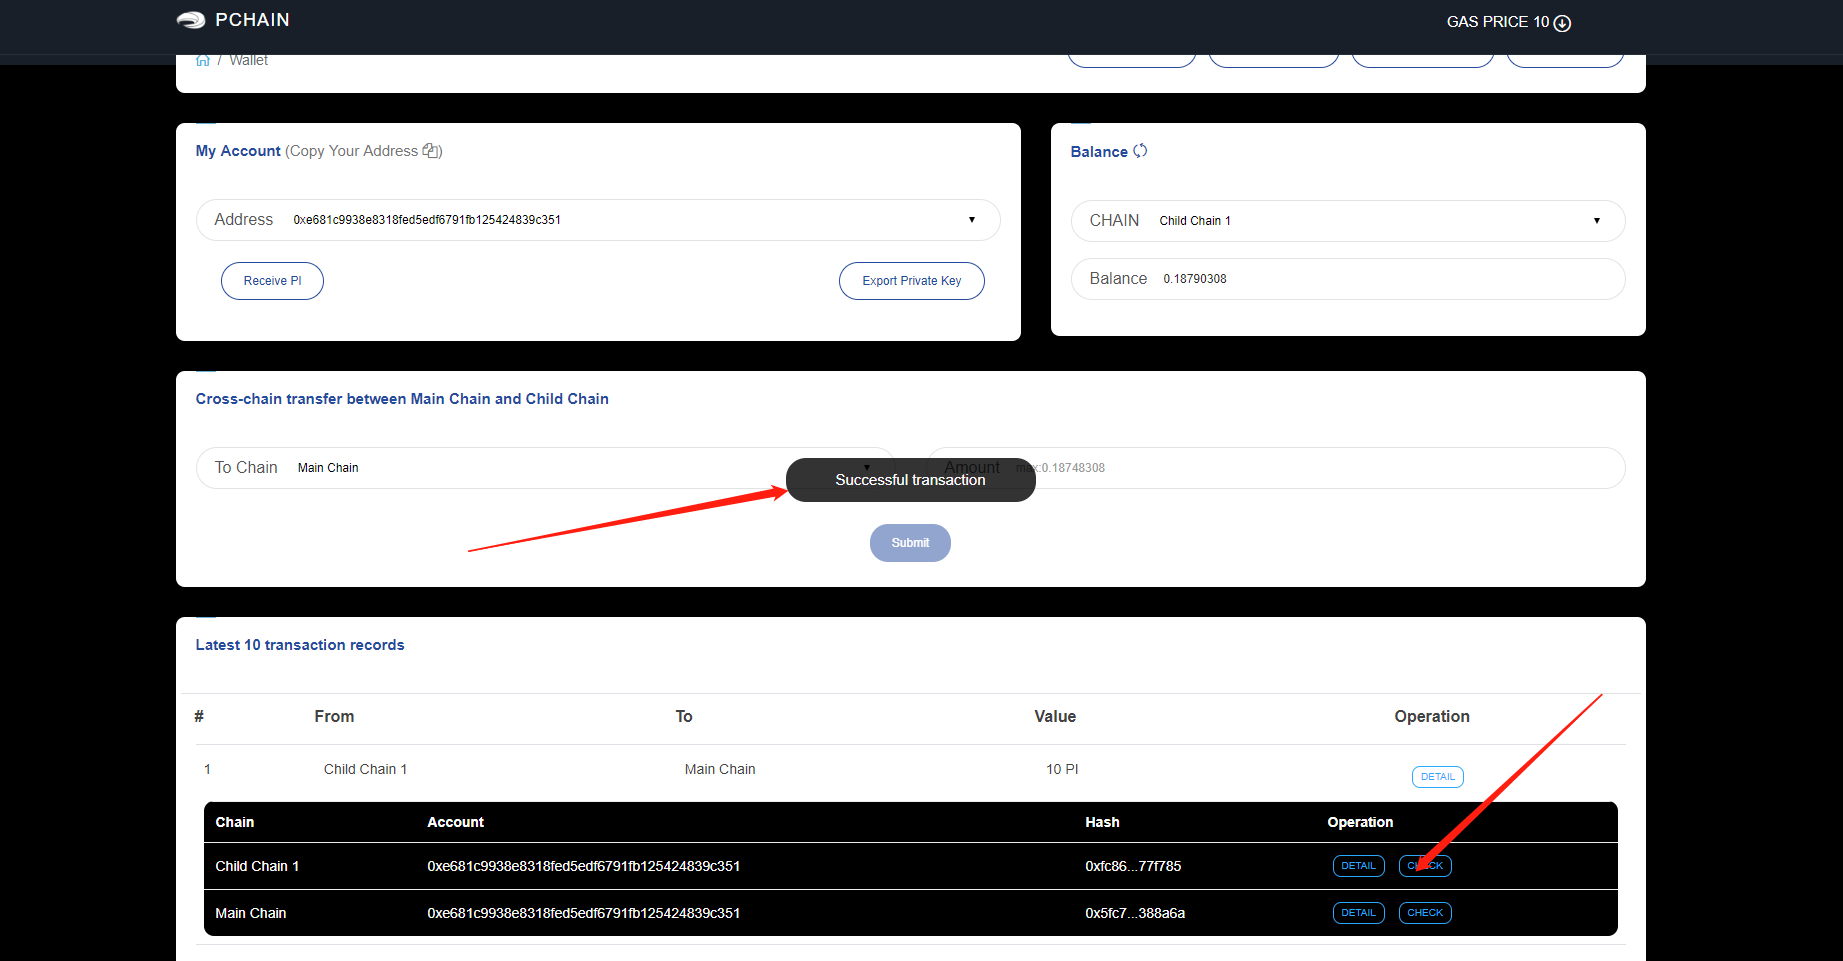 PCHAIN
GAS PRICE 10
/ Wallet
My Account (Copy Your Address )
Balance
Address 0xe681c9938e8318fed5edf6791fb125424839c351
CHAIN Child Chain 1
Receive PI
Export Private Key
Balance 0.18790308
Cross-chain transfer between Main Chain and Child Chain
To Chain Main Chain
Amount max:0.18748308
Successful transaction
Submit
Latest 10 transaction records
# From To Value Operation
1 Child Chain 1 Main Chain 10 PI DETAIL
Chain Account Hash Operation
Child Chain 1 0xe681c9938e8318fed5edf6791fb125424839c351 0xfc86...77f785 DETAIL CHECK
Main Chain 0xe681c9938e8318fed5edf6791fb125424839c351 0x5fc7...388a6a DETAIL CHECK